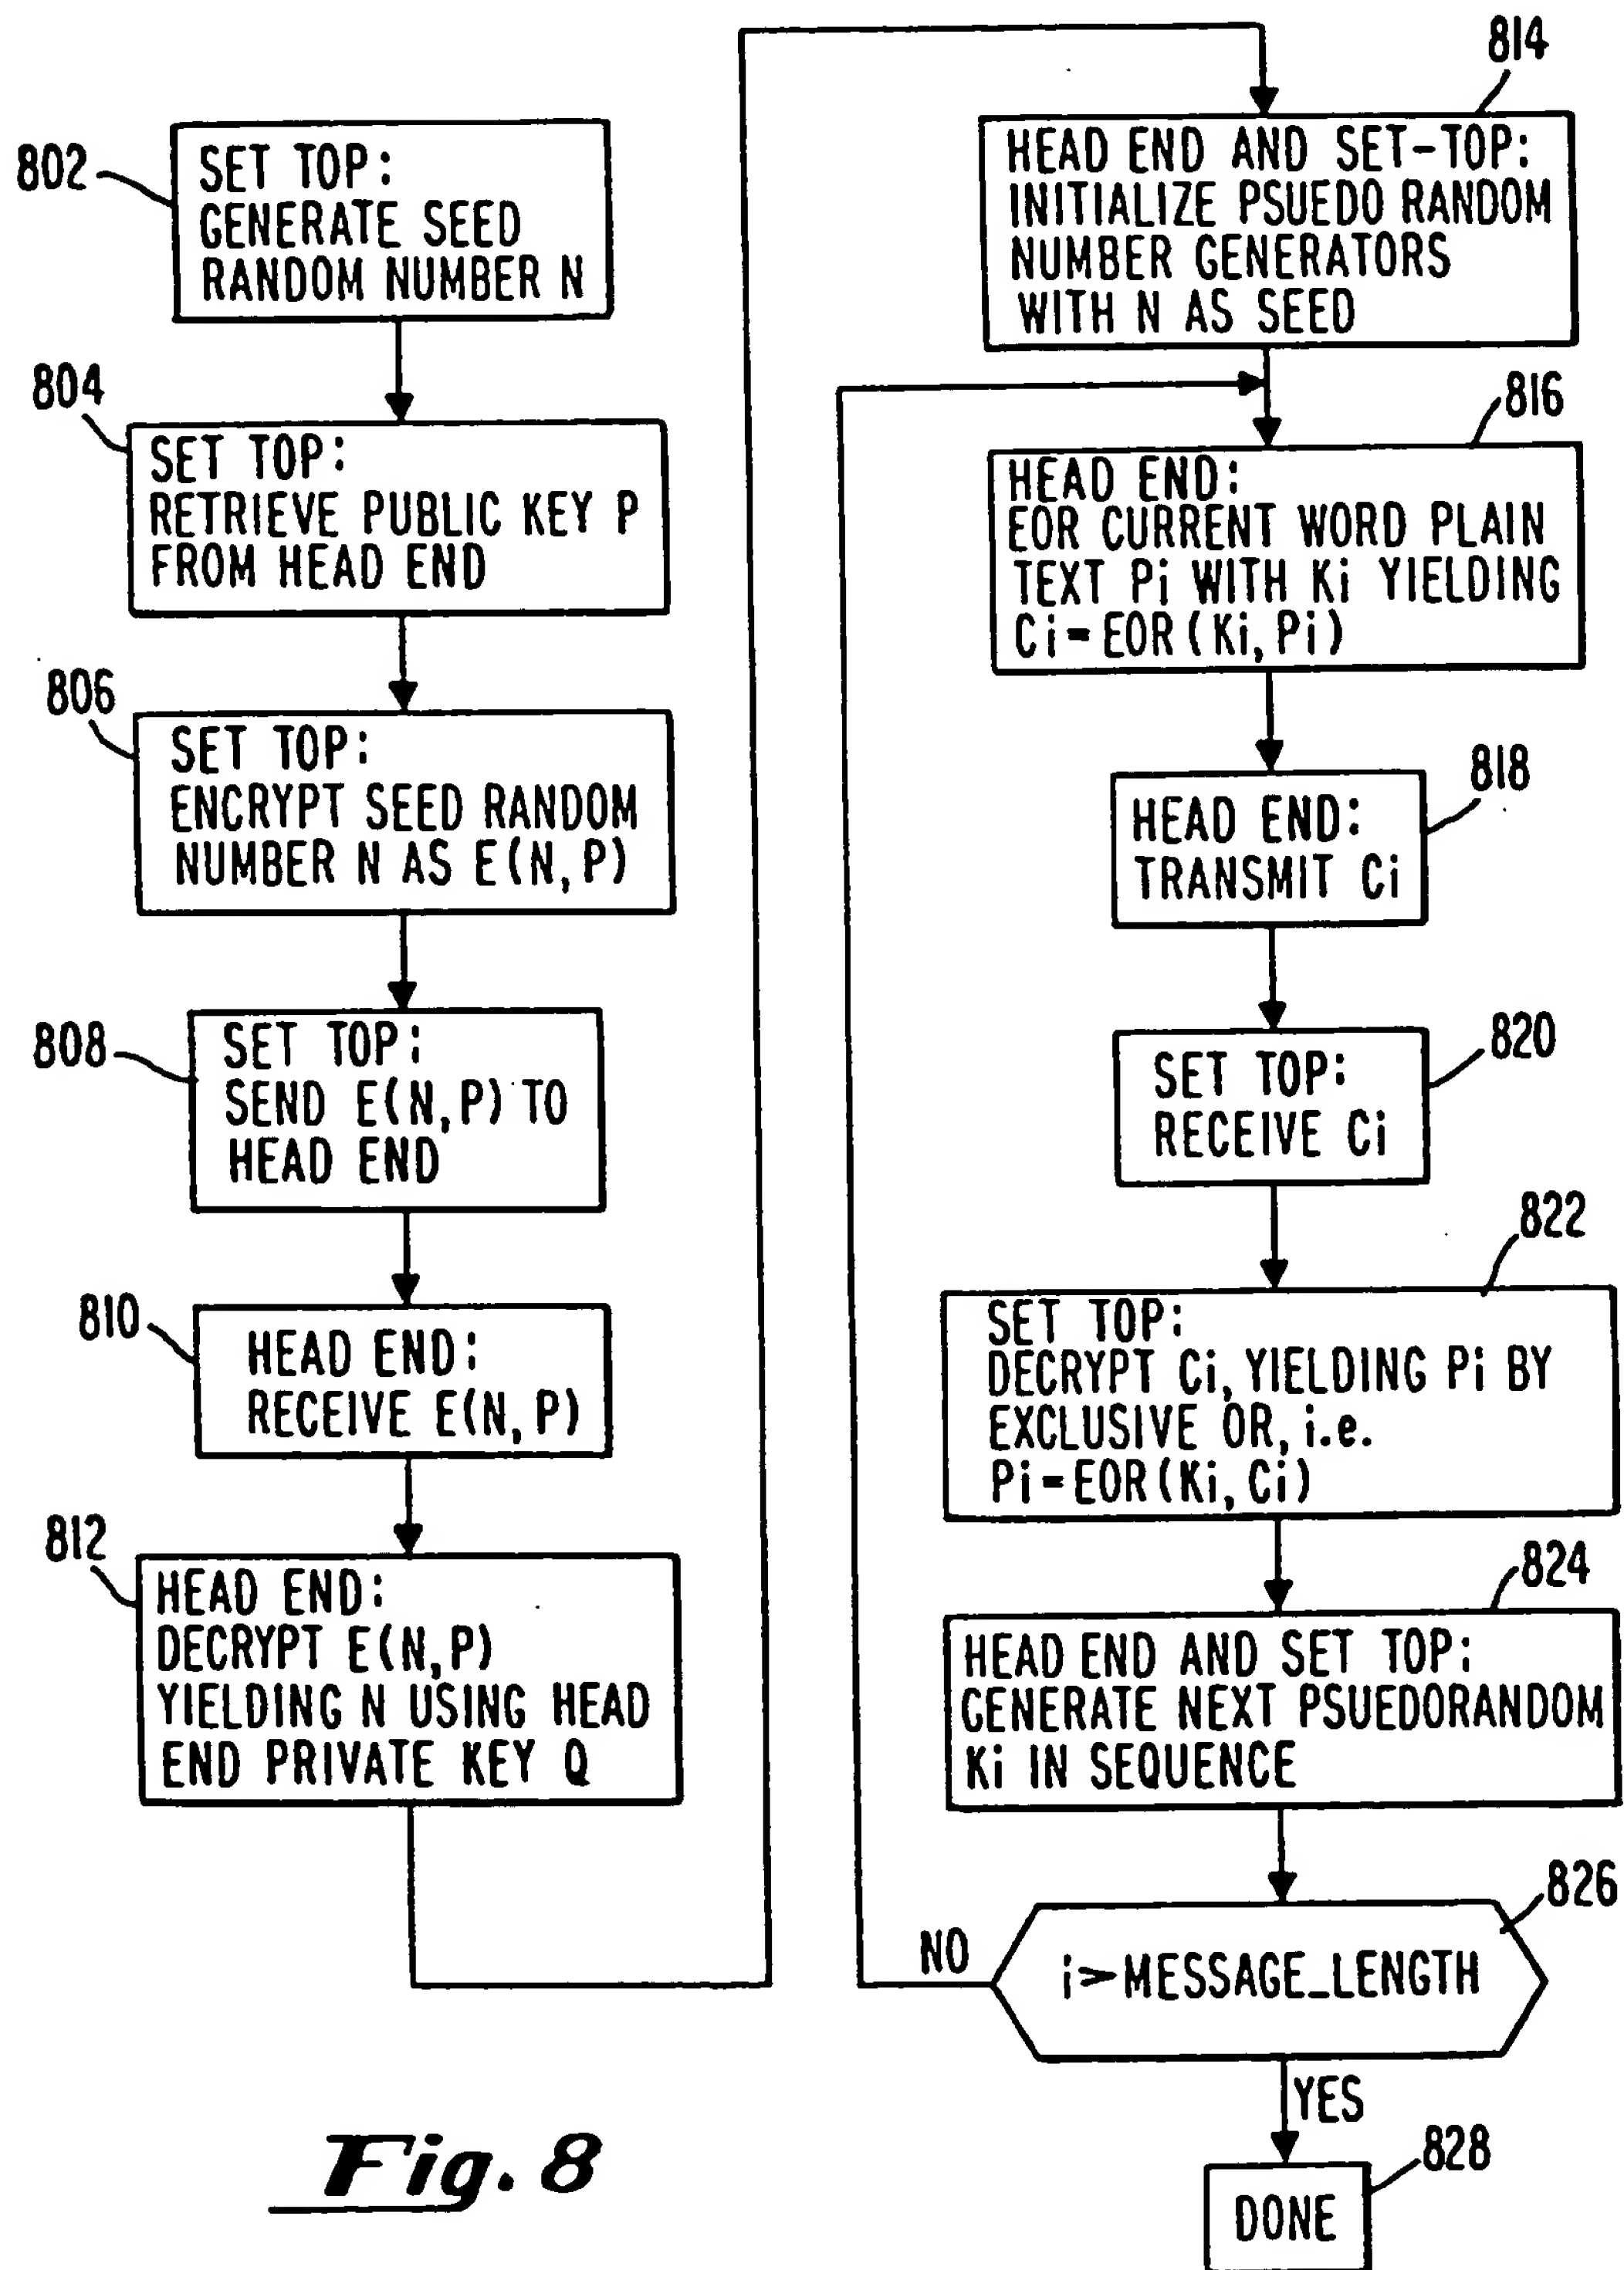 802
SET TOP:
GENERATE SEED
RANDOM NUMBER N
804
SET TOP:
RETRIEVE PUBLIC KEY P
FROM HEAD END
806
SET TOP:
ENCRYPT SEED RANDOM
NUMBER N AS E(N,P)
808
SET TOP:
SEND E(N,P) TO
HEAD END
810
HEAD END:
RECEIVE E(N,P)
812
HEAD END:
DECRYPT E(N,P)
YIELDING N USING HEAD
END PRIVATE KEY Q
814
HEAD END AND SET-TOP:
INITIALIZE PSUEDO RANDOM
NUMBER GENERATORS
WITH N AS SEED
816
HEAD END:
EOR CURRENT WORD PLAIN
TEXT Pi WITH Ki YIELDING
Ci=EOR(Ki,Pi)
818
HEAD END:
TRANSMIT Ci
820
SET TOP:
RECEIVE Ci
822
SET TOP:
DECRYPT Ci, YIELDING Pi BY
EXCLUSIVE OR, i.e.
Pi=EOR(Ki,Ci)
824
HEAD END AND SET TOP:
GENERATE NEXT PSUEDORANDOM
Ki IN SEQUENCE
826
i>MESSAGE_LENGTH
NO
YES
828
DONE
Fig. 8